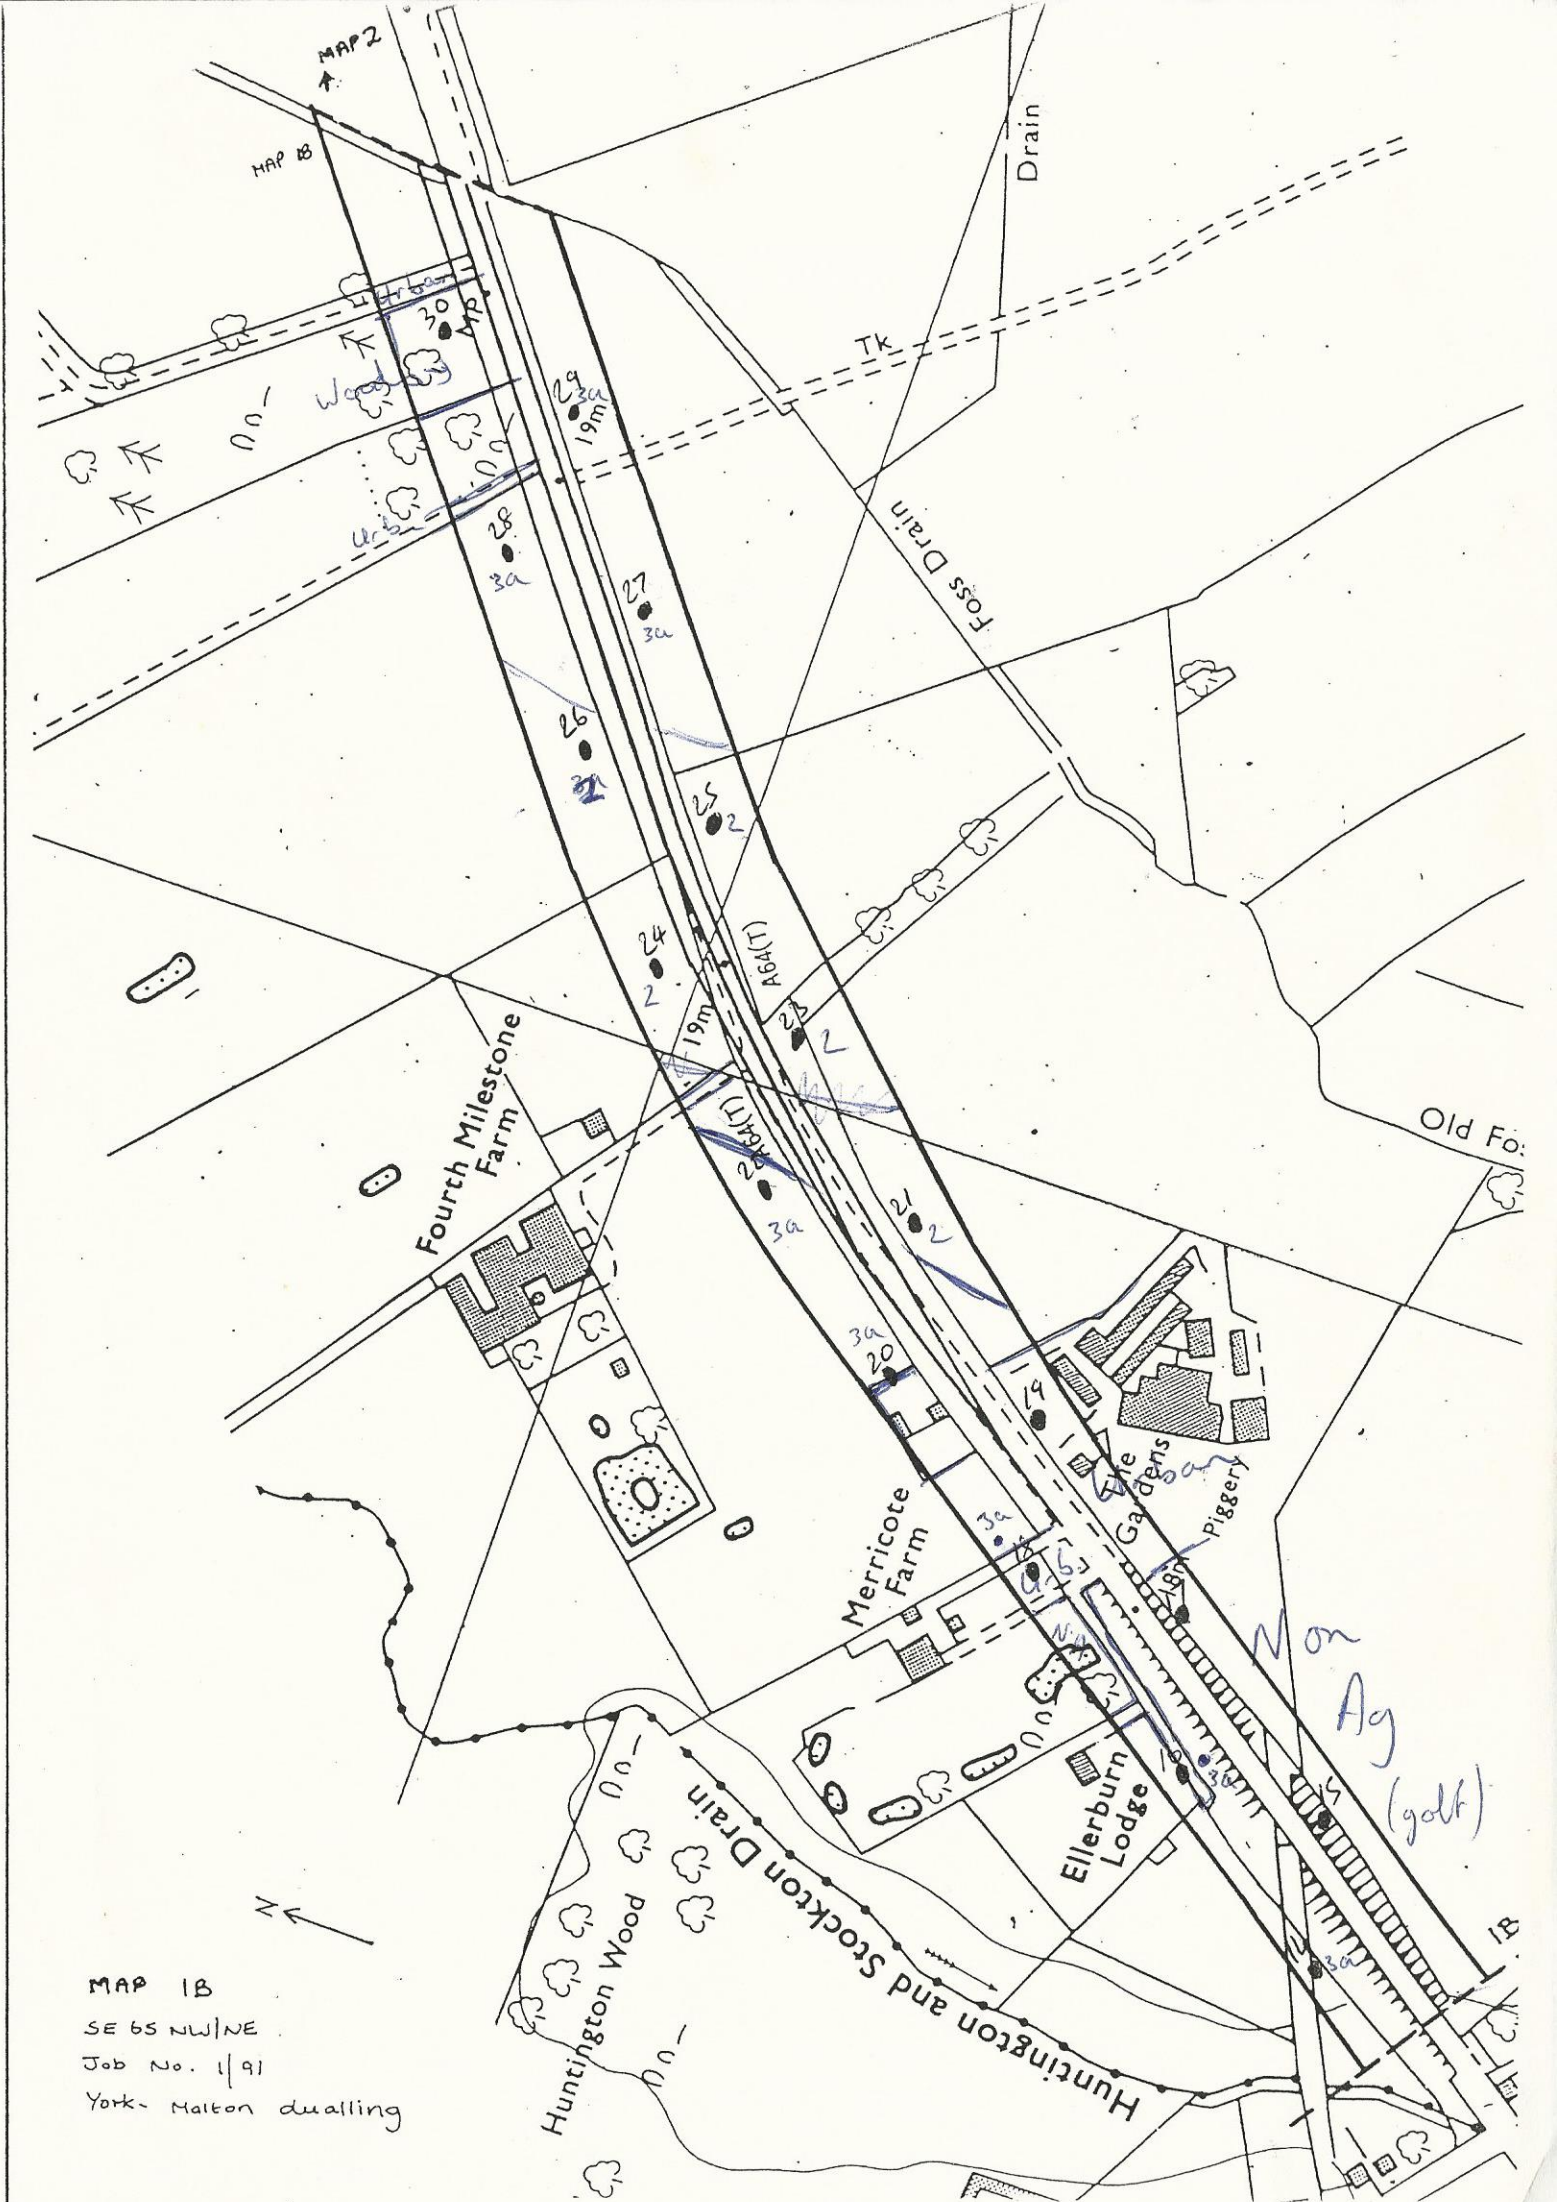 MAP 2
MAP 1B
Drain
Urban
30
MP
Woodland
29
3a
19m
Tk
Urb
28
3a
27
3a
Foss Drain
26
3a
25
2
24
2
A64(T)
19m
23
2
Fourth Milestone
Farm
A64(T)
22
3a
21
2
Old Fo
3a
20
19
The
Gardens
Urban
Piggery
3a
Merricote
Farm
Urb
18m
N.A
Non
Ag
(golf)
Ellerburn
Lodge
3a
15
3a
1B
Huntington and Stockton Drain
Huntington Wood
N
MAP 1B
SE 65 NW/NE
Job No. 1/91
York- Malton dualling